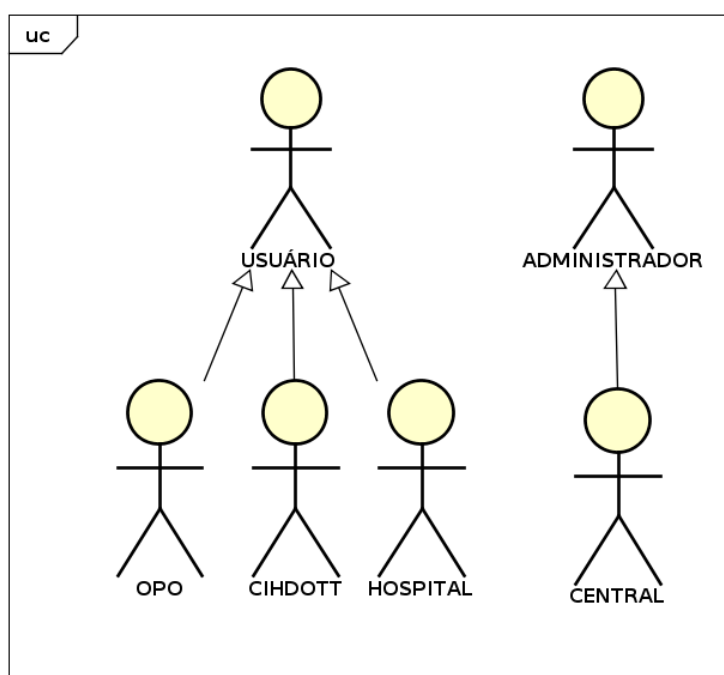 uc
USUÁRIO
ADMINISTRADOR
OPO
CIHDOTT
HOSPITAL
CENTRAL